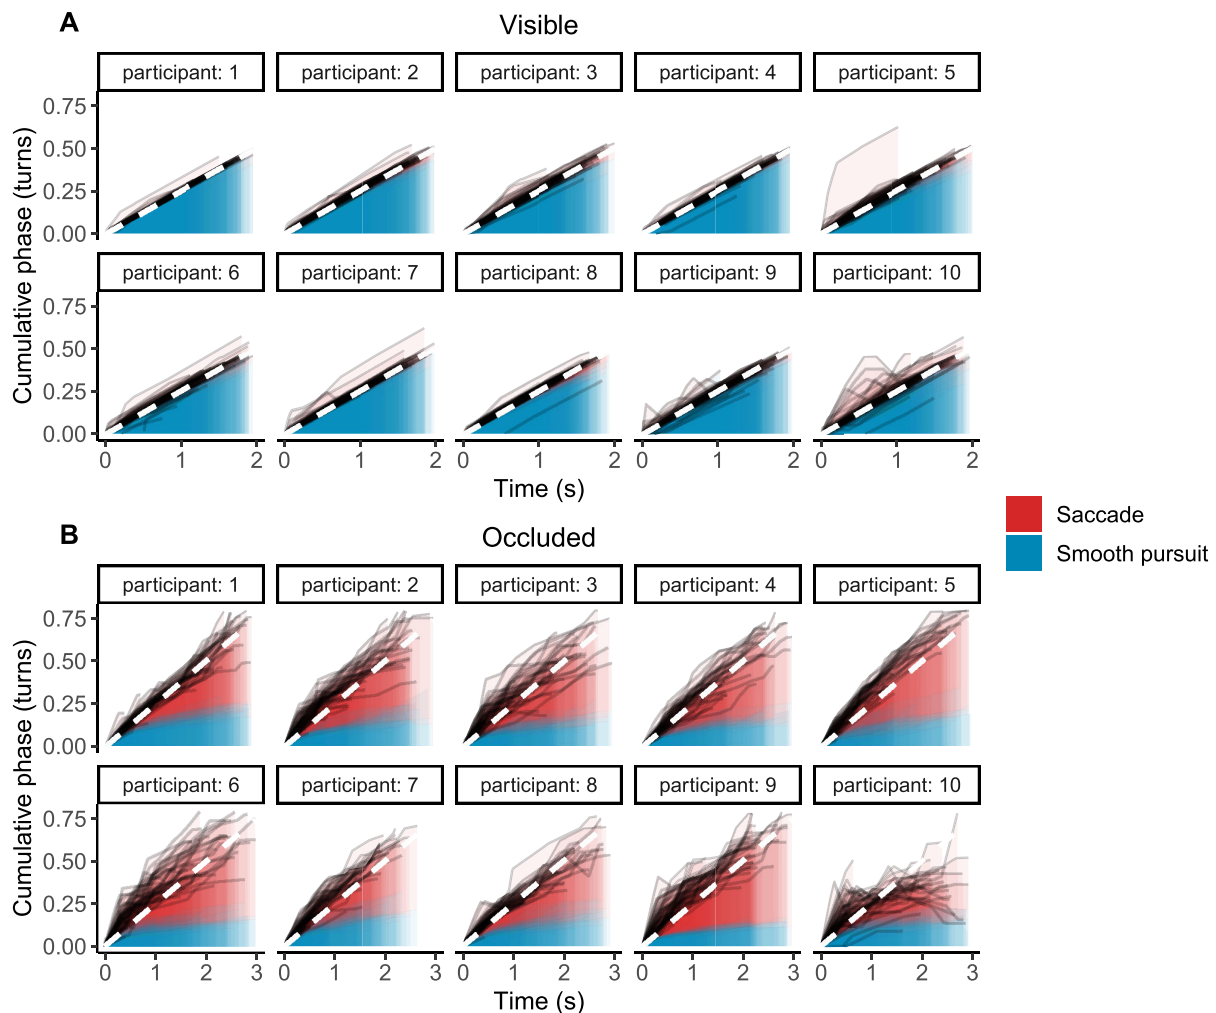 A
Visible
participant: 1
participant: 2
participant: 3
participant: 4
participant: 5
0.75
0.50
0.25
0.00
participant: 6
participant: 7
participant: 8
participant: 9
participant: 10
0.75
0.50
0.25
0.00
Cumulative phase (turns)
0 1 2 0 1 2 0 1 2 0 1 2 0 1 2
Time (s)
B
Occluded
participant: 1
participant: 2
participant: 3
participant: 4
participant: 5
0.75
0.50
0.25
0.00
participant: 6
participant: 7
participant: 8
participant: 9
participant: 10
0.75
0.50
0.25
0.00
Cumulative phase (turns)
0 1 2 3 0 1 2 3 0 1 2 3 0 1 2 3 0 1 2 3
Time (s)
Saccade
Smooth pursuit